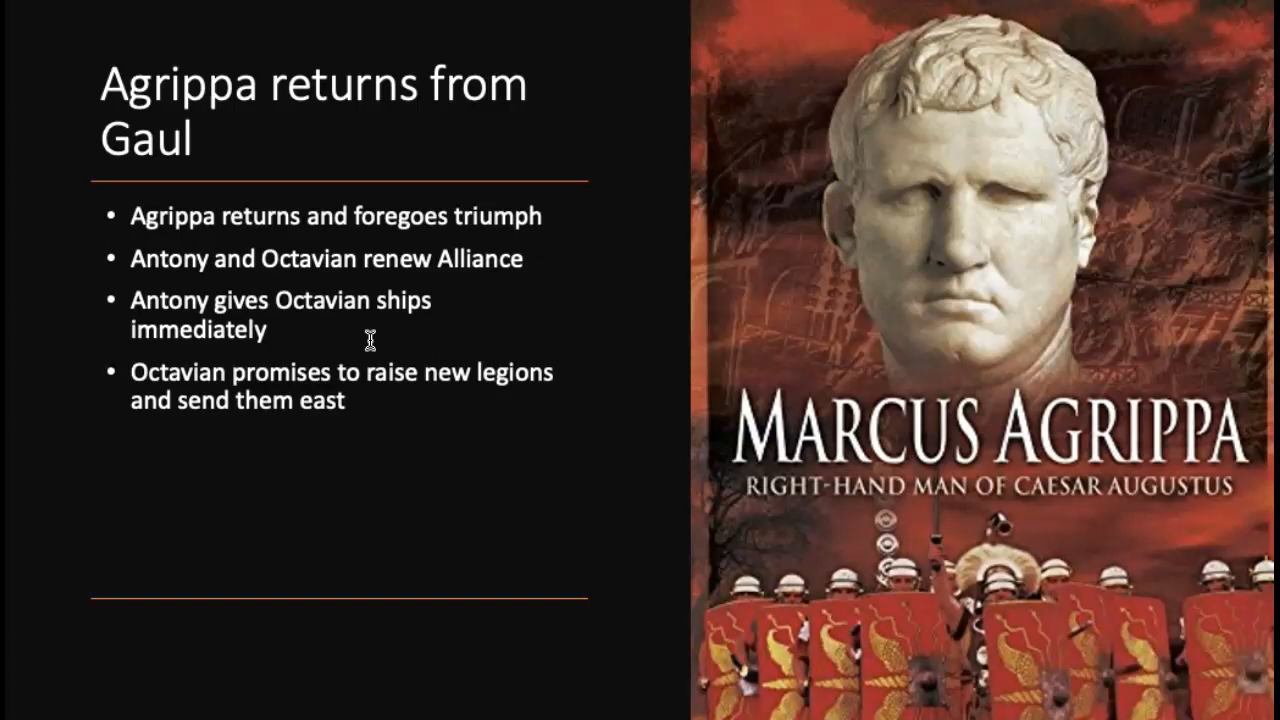 Agrippa returns from
Gaul
• Agrippa returns and foregoes triumph
• Antony and Octavian renew Alliance
• Antony gives Octavian ships
immediately
• Octavian promises to raise new legions
and send them east
MARCUS AGRIPPA
RIGHT-HAND MAN OF CAESAR AUGUSTUS